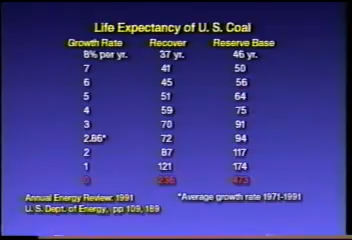 Life Expectancy of U. S. Coal
Growth Rate Recover Reserve Base
8% per yr. 37 yr. 46 yr.
7 41 50
6 45 56
5 51 64
4 59 75
3 70 91
2.86* 72 94
2 87 117
1 121 174
0 236 473
Annual Energy Review: 1991 *Average growth rate 1971-1991
U. S. Dept. of Energy, pp 109, 189